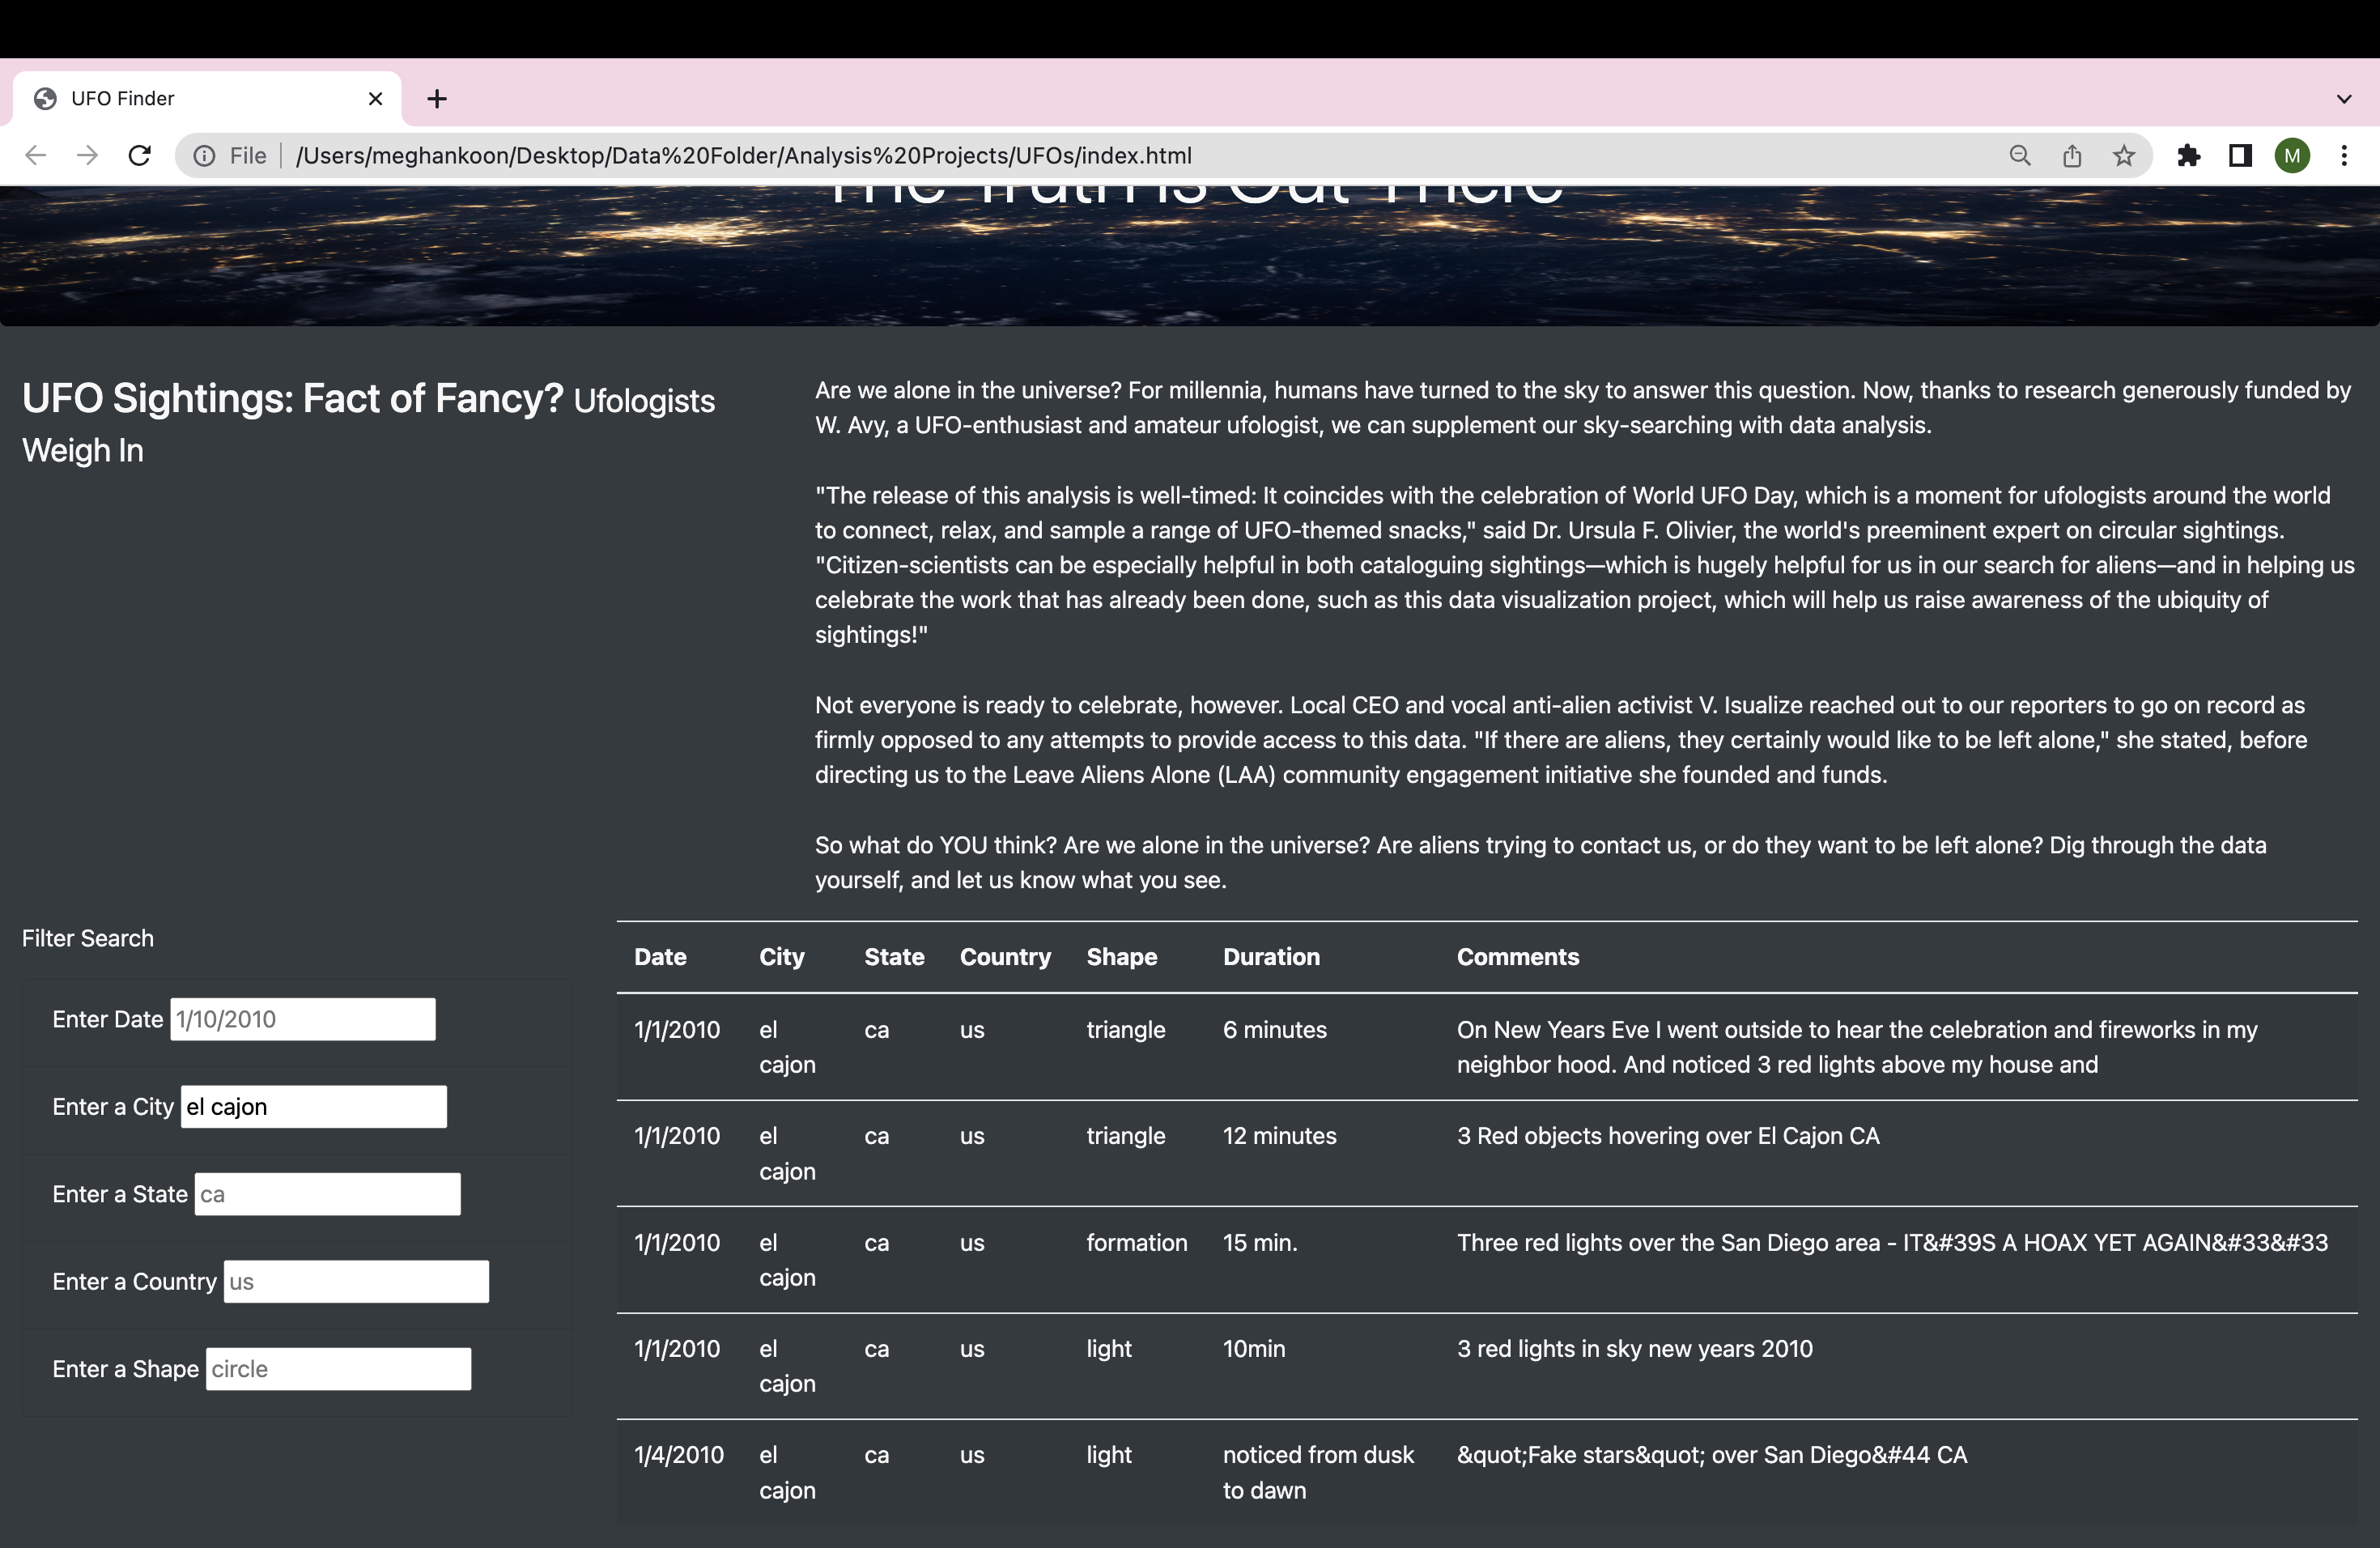 UFO Finder
File
/Users/meghankoon/Desktop/Data%20Folder/Analysis%20Projects/UFOs/index.html
M
The Truth Is Out There
UFO Sightings: Fact of Fancy? Ufologists
Weigh In
Are we alone in the universe? For millennia, humans have turned to the sky to answer this question. Now, thanks to research generously funded by
W. Avy, a UFO-enthusiast and amateur ufologist, we can supplement our sky-searching with data analysis.
"The release of this analysis is well-timed: It coincides with the celebration of World UFO Day, which is a moment for ufologists around the world
to connect, relax, and sample a range of UFO-themed snacks," said Dr. Ursula F. Olivier, the world's preeminent expert on circular sightings.
"Citizen-scientists can be especially helpful in both cataloguing sightings—which is hugely helpful for us in our search for aliens—and in helping us
celebrate the work that has already been done, such as this data visualization project, which will help us raise awareness of the ubiquity of
sightings!"
Not everyone is ready to celebrate, however. Local CEO and vocal anti-alien activist V. Isualize reached out to our reporters to go on record as
firmly opposed to any attempts to provide access to this data. "If there are aliens, they certainly would like to be left alone," she stated, before
directing us to the Leave Aliens Alone (LAA) community engagement initiative she founded and funds.
So what do YOU think? Are we alone in the universe? Are aliens trying to contact us, or do they want to be left alone? Dig through the data
yourself, and let us know what you see.
Filter Search
Enter Date 1/10/2010
Enter a City el cajon
Enter a State ca
Enter a Country us
Enter a Shape circle
Date City State Country Shape Duration Comments
1/1/2010 el ca us triangle 6 minutes On New Years Eve I went outside to hear the celebration and fireworks in my
cajon neighbor hood. And noticed 3 red lights above my house and
1/1/2010 el ca us triangle 12 minutes 3 Red objects hovering over El Cajon CA
cajon
1/1/2010 el ca us formation 15 min. Three red lights over the San Diego area - IT&#39S A HOAX YET AGAIN&#33&#33
cajon
1/1/2010 el ca us light 10min 3 red lights in sky new years 2010
cajon
1/4/2010 el ca us light noticed from dusk &quot;Fake stars&quot; over San Diego&#44 CA
cajon to dawn